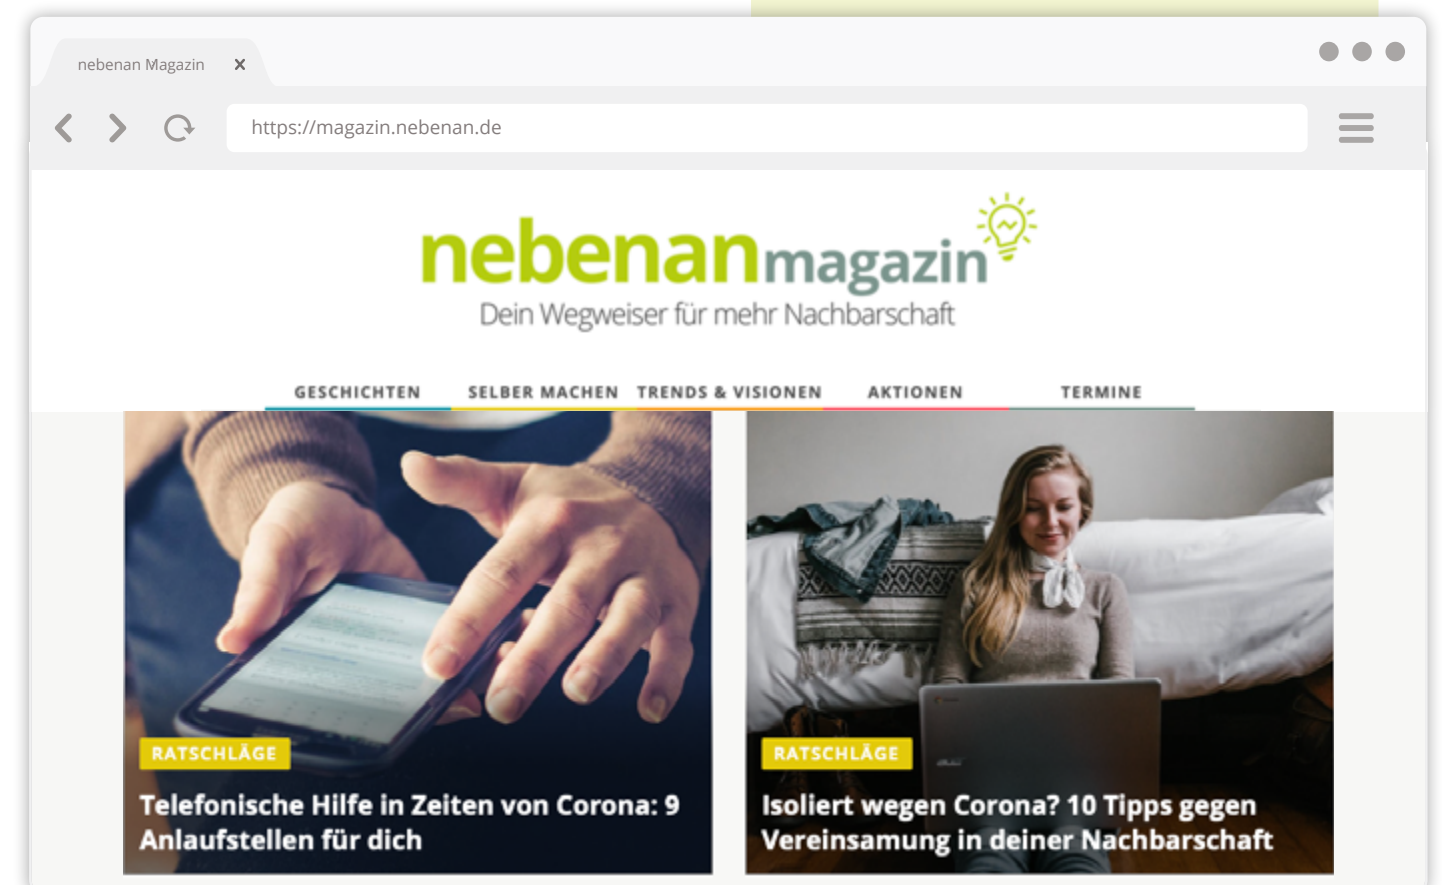 nebenan Magazin
https://magazin.nebenan.de
nebenan magazin
Dein Wegweiser für mehr Nachbarschaft
GESCHICHTEN SELBER MACHEN TRENDS & VISIONEN AKTIONEN TERMINE
RATSCHLÄGE
Telefonische Hilfe in Zeiten von Corona: 9
Anlaufstellen für dich
RATSCHLÄGE
Isoliert wegen Corona? 10 Tipps gegen
Vereinsamung in deiner Nachbarschaft